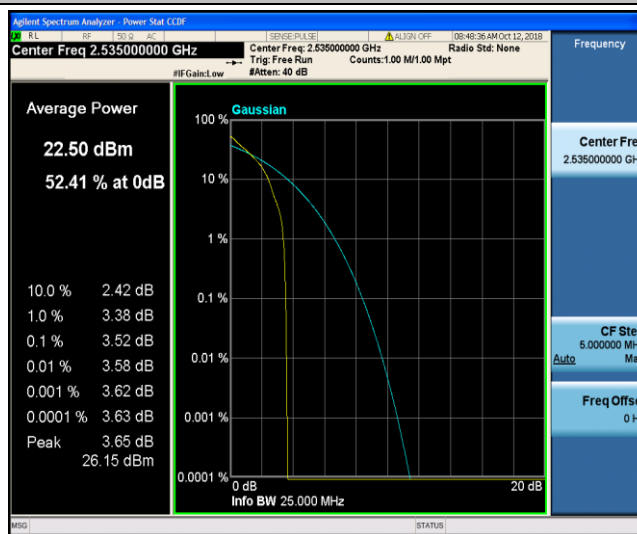 Agilent Spectrum Analyzer - Power Stat CCDF
RL RF 50 Ω AC SENSE:PULSE ALIGN OFF 08:48:36 AM Oct 12, 2018
Center Freq 2.535000000 GHz Center Freq: 2.535000000 GHz Radio Std: None
Trig: Free Run Counts:1.00 M/1.00 Mpt
#IFGain:Low #Atten: 40 dB
Frequency
Average Power
22.50 dBm
52.41 % at 0dB
10.0 % 2.42 dB
1.0 % 3.38 dB
0.1 % 3.52 dB
0.01 % 3.58 dB
0.001 % 3.62 dB
0.0001 % 3.63 dB
Peak 3.65 dB
26.15 dBm
Gaussian
100 %
10 %
1 %
0.1 %
0.01 %
0.001 %
0.0001 %
0 dB 20 dB
Info BW 25.000 MHz
Center Fre
2.535000000 GH
CF Ste
5.000000 MH
Auto Ma
Freq Offse
0 H
MSG STATUS